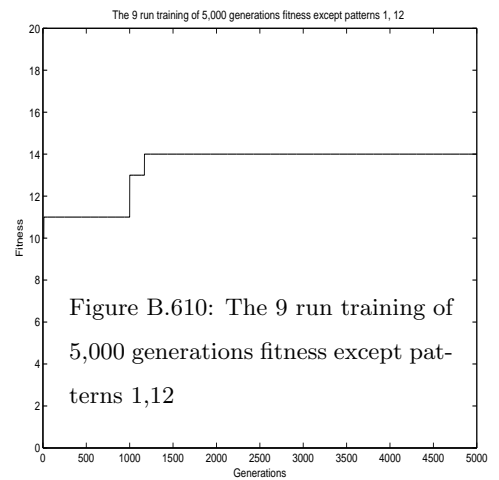 The 9 run training of 5,000 generations fitness except patterns 1, 12
20
18
16
14
12
10
8
6
4
2
0
Fitness
Figure B.610: The 9 run training of
5,000 generations fitness except pat-
terns 1,12
0 500 1000 1500 2000 2500 3000 3500 4000 4500 5000
Generations